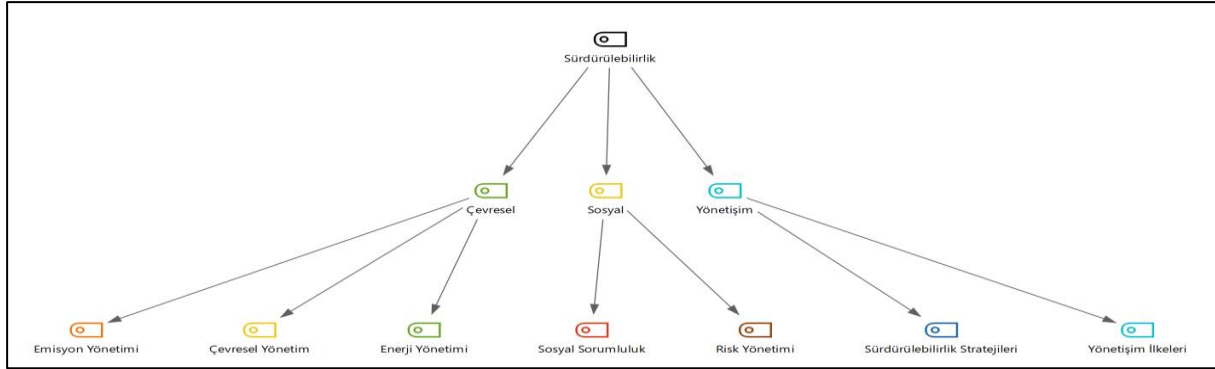 Sürdürülebilirlik
Çevresel
Sosyal
Yönetişim
Emisyon Yönetimi
Çevresel Yönetim
Enerji Yönetimi
Sosyal Sorumluluk
Risk Yönetimi
Sürdürülebilirlik Stratejileri
Yönetişim İlkeleri